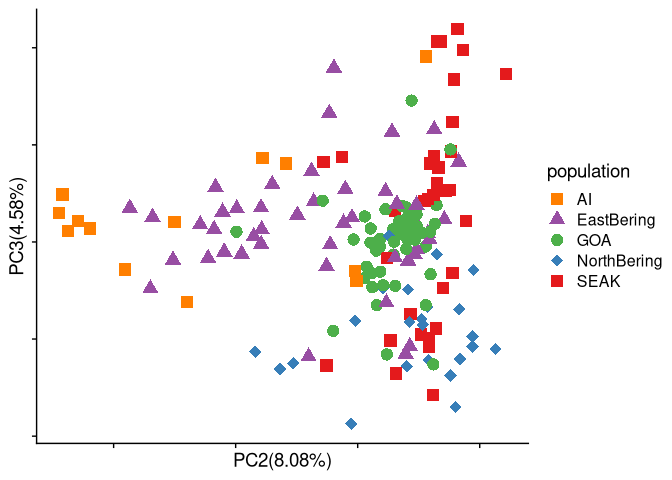 PC3(4.58%)
PC2(8.08%)
population
AI
EastBering
GOA
NorthBering
SEAK